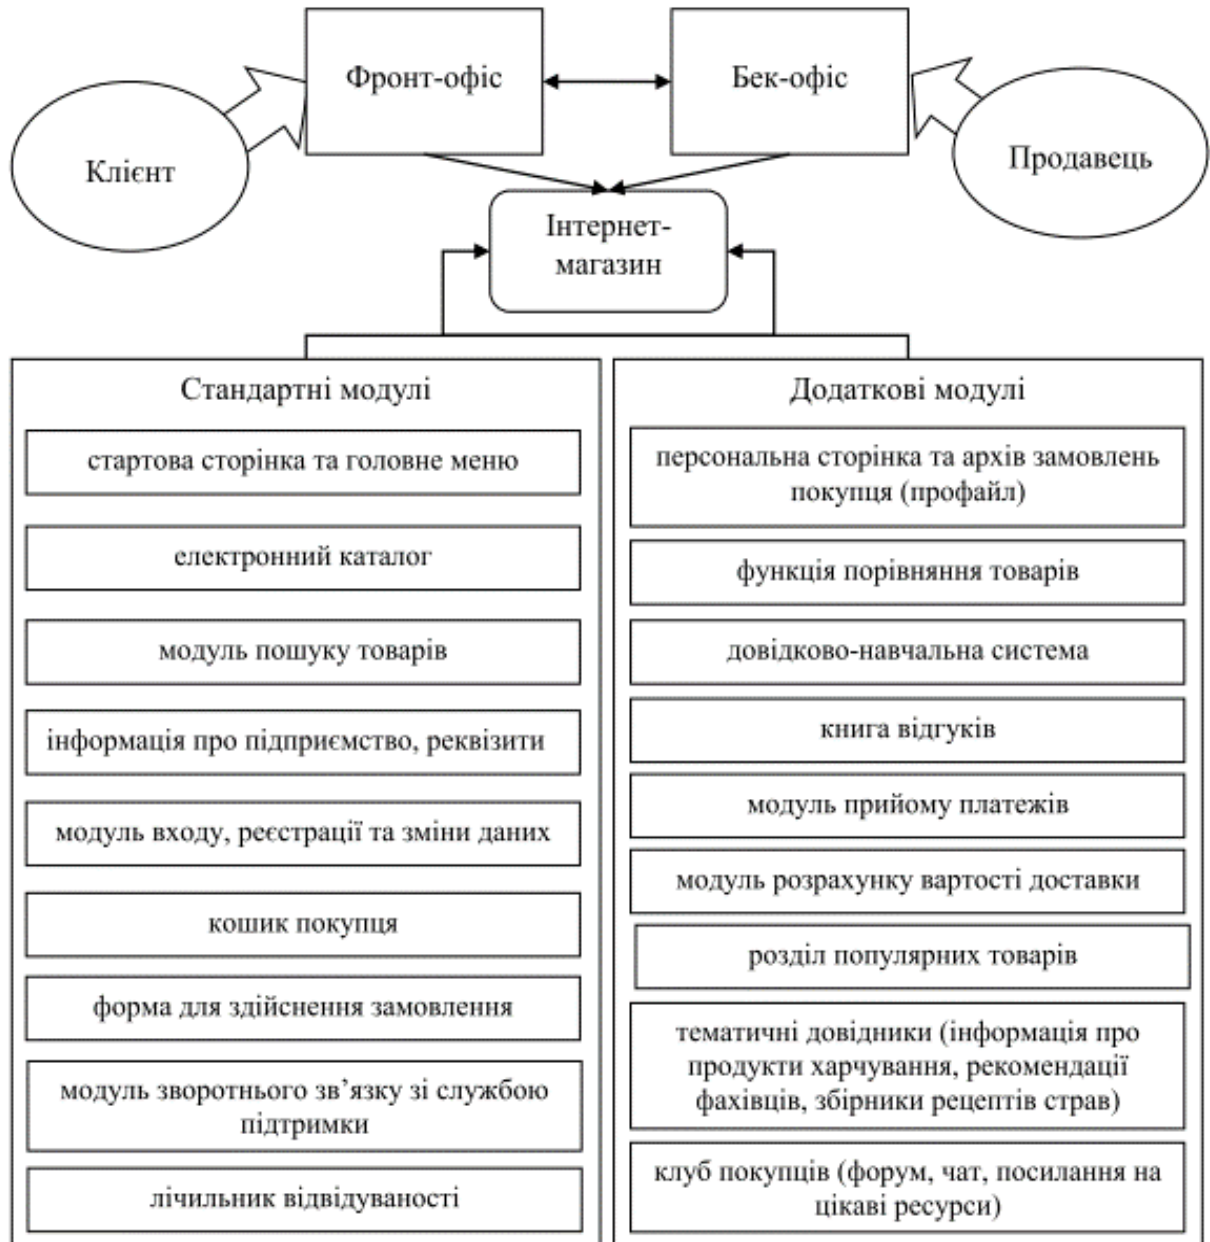 Фронт-офіс
Бек-офіс
Клієнт
Продавець
Інтернет-
магазин
Стандартні модулі
стартова сторінка та головне меню
електронний каталог
модуль пошуку товарів
інформація про підприємство, реквізити
модуль входу, реєстрації та зміни даних
кошик покупця
форма для здійснення замовлення
модуль зворотнього зв’язку зі службою
підтримки
лічильник відвідуваності
Додаткові модулі
персональна сторінка та архів замовлень
покупця (профайл)
функція порівняння товарів
довідково-навчальна система
книга відгуків
модуль прийому платежів
модуль розрахунку вартості доставки
розділ популярних товарів
тематичні довідники (інформація про
продукти харчування, рекомендації
фахівців, збірники рецептів страв)
клуб покупців (форум, чат, посилання на
цікаві ресурси)